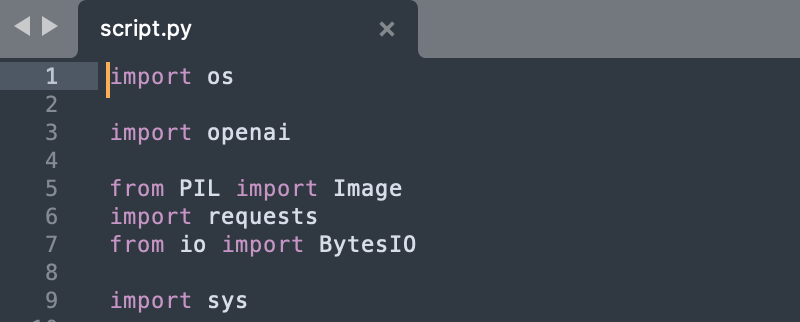 script.py
1 import os
2
3 import openai
4
5 from PIL import Image
6 import requests
7 from io import BytesIO
8
9 import sys